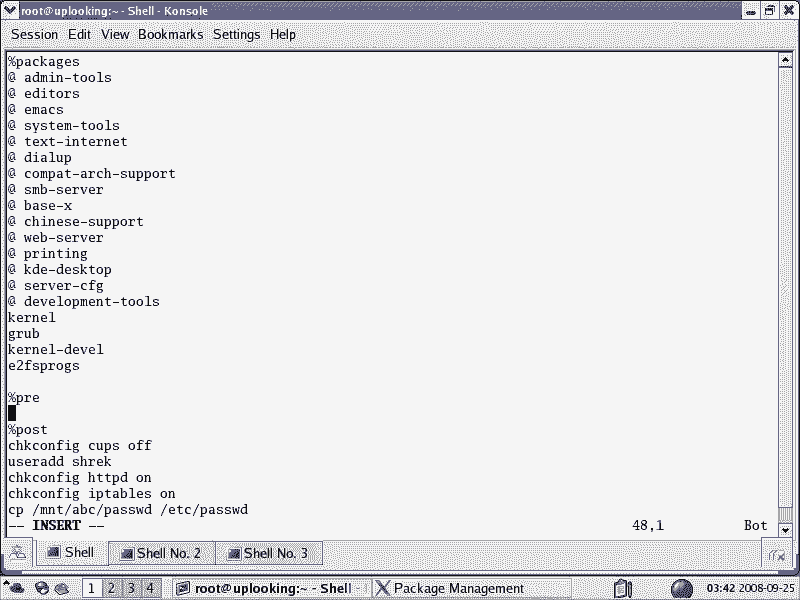 root@uplooking:~ - Shell - Konsole
Session Edit View Bookmarks Settings Help
%packages
@ admin-tools
@ editors
@ emacs
@ system-tools
@ text-internet
@ dialup
@ compat-arch-support
@ smb-server
@ base-x
@ chinese-support
@ web-server
@ printing
@ kde-desktop
@ server-cfg
@ development-tools
kernel
grub
kernel-devel
e2fsprogs
%pre
%post
chkconfig cups off
useradd shrek
chkconfig httpd on
chkconfig iptables on
cp /mnt/abc/passwd /etc/passwd
-- INSERT -- 48,1 Bot
Shell Shell No. 2 Shell No. 3
1 2 3 4 root@uplooking:~ - Shell Package Management 03:42 2008-09-25